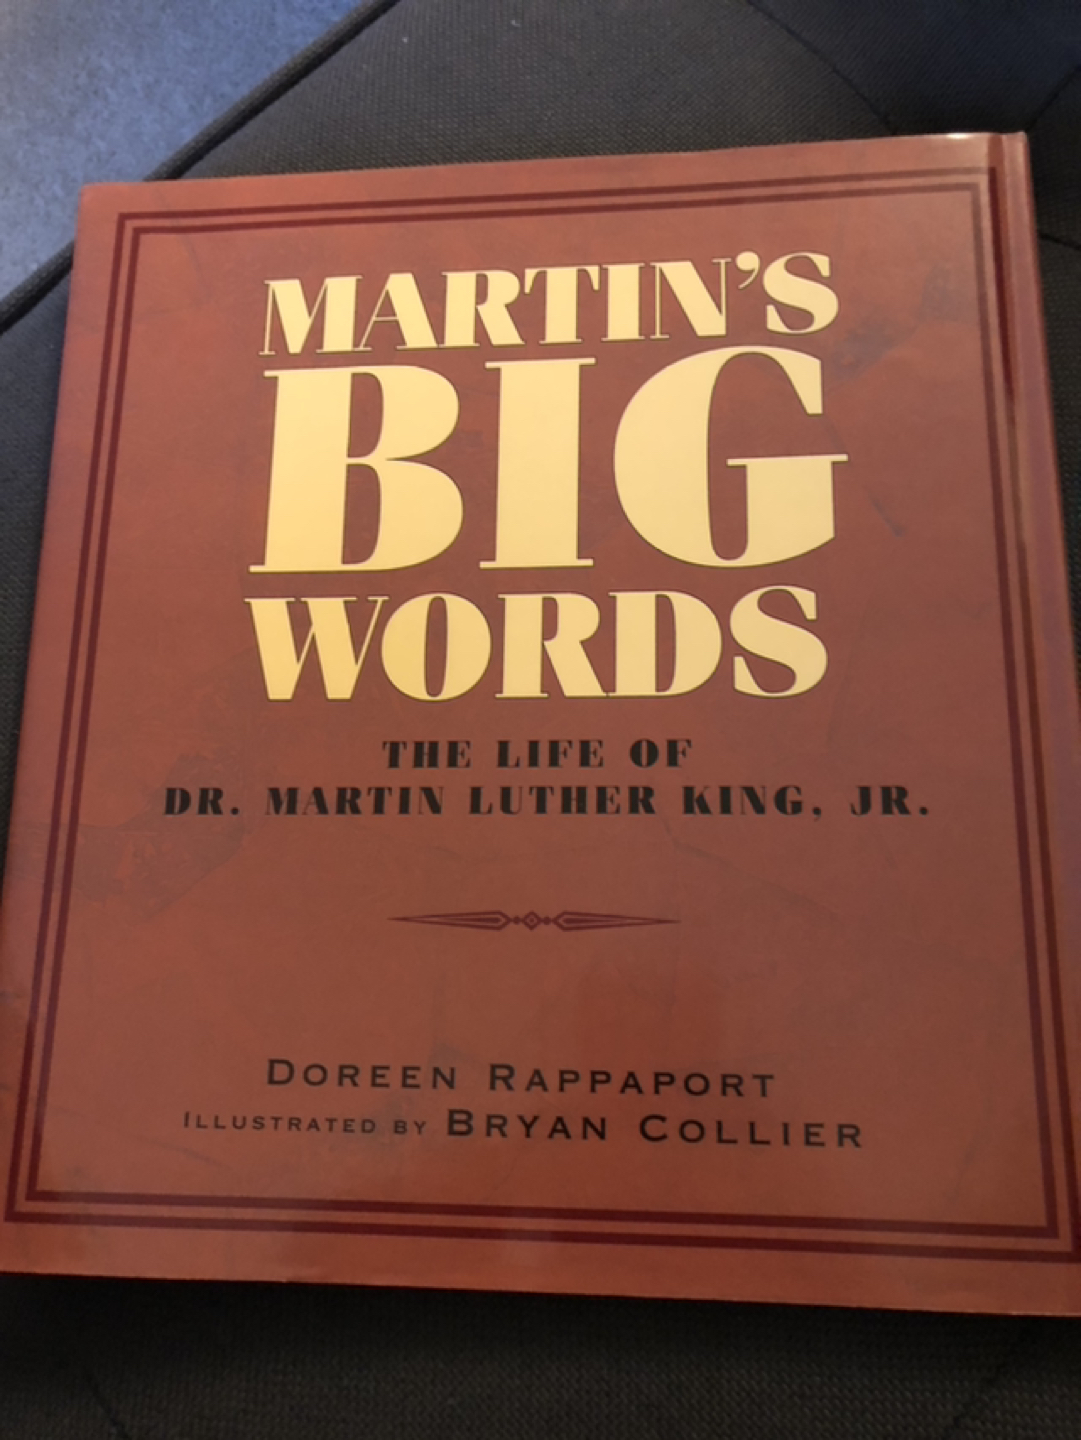 MARTIN'S
BIG
WORDS
THE LIFE OF
DR. MARTIN LUTHER KING, JR.
DOREEN RAPPAPORT
ILLUSTRATED BY BRYAN COLLIER